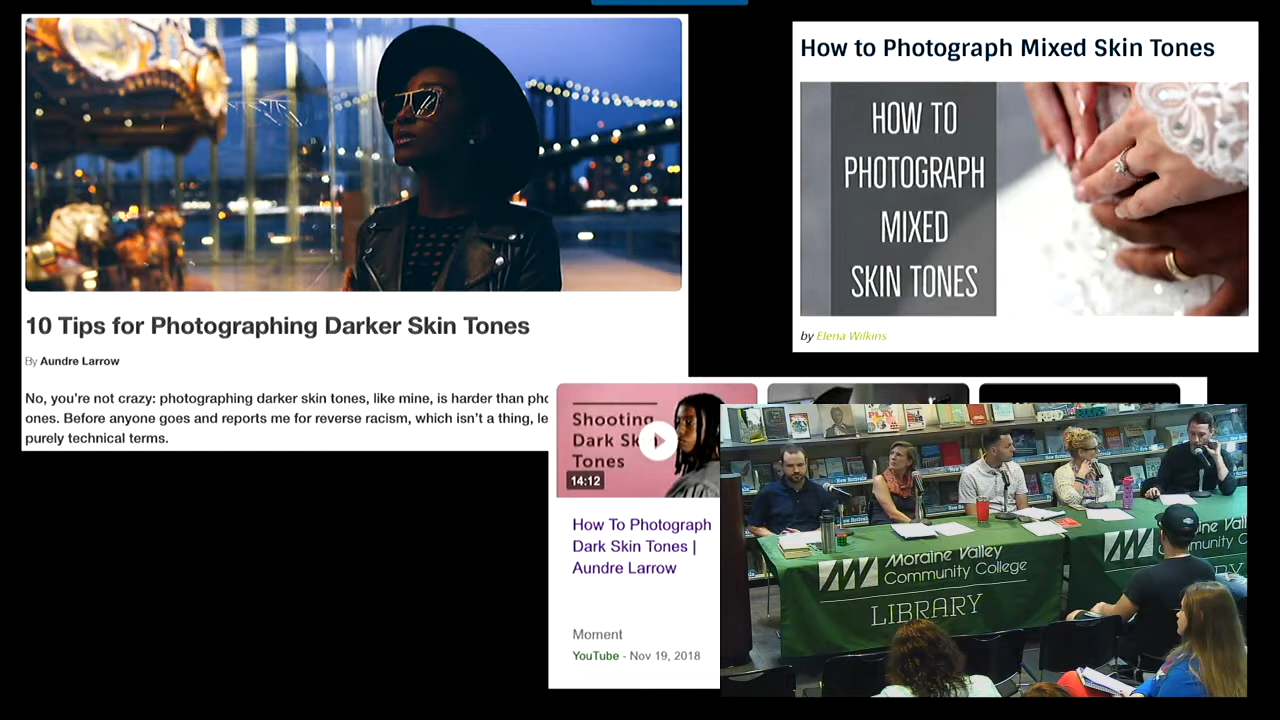 10 Tips for Photographing Darker Skin Tones
By Aundre Larrow
No, you're not crazy: photographing darker skin tones, like mine, is harder than
ones. Before anyone goes and reports me for reverse racism, which isn't a thing,
purely technical terms.
How to Photograph Mixed Skin Tones
HOW TO
PHOTOGRAPH
MIXED
SKIN TONES
by Elena Wilkins
Shooting
Dark Skin
Tones
14:12
How To Photograph
Dark Skin Tones |
Aundre Larrow
Moment
YouTube - Nov 19, 2018
Moraine Valley
Community College
LIBRARY